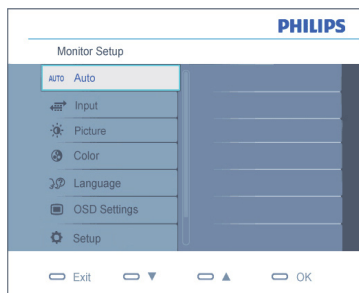 PHILIPS
Monitor Setup
AUTO Auto
Input
Picture
Color
Language
OSD Settings
Setup
Exit ▼ ▲ OK